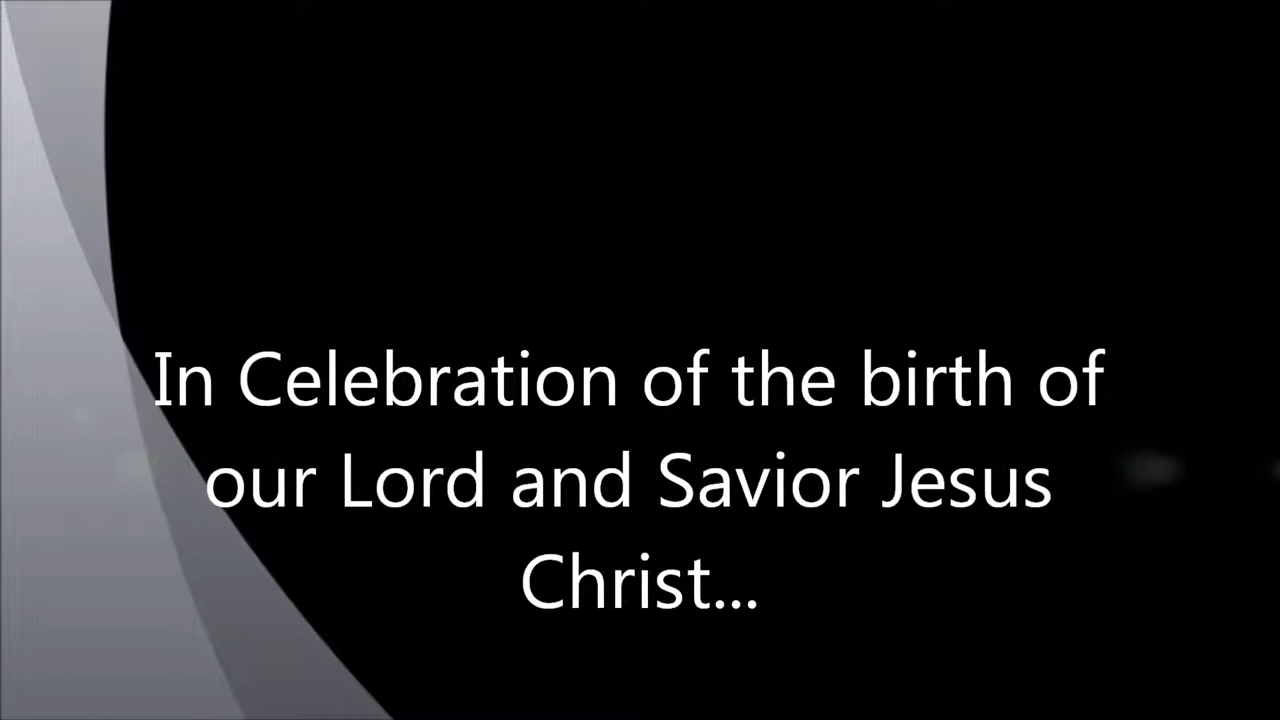 In Celebration of the birth of
our Lord and Savior Jesus
Christ...